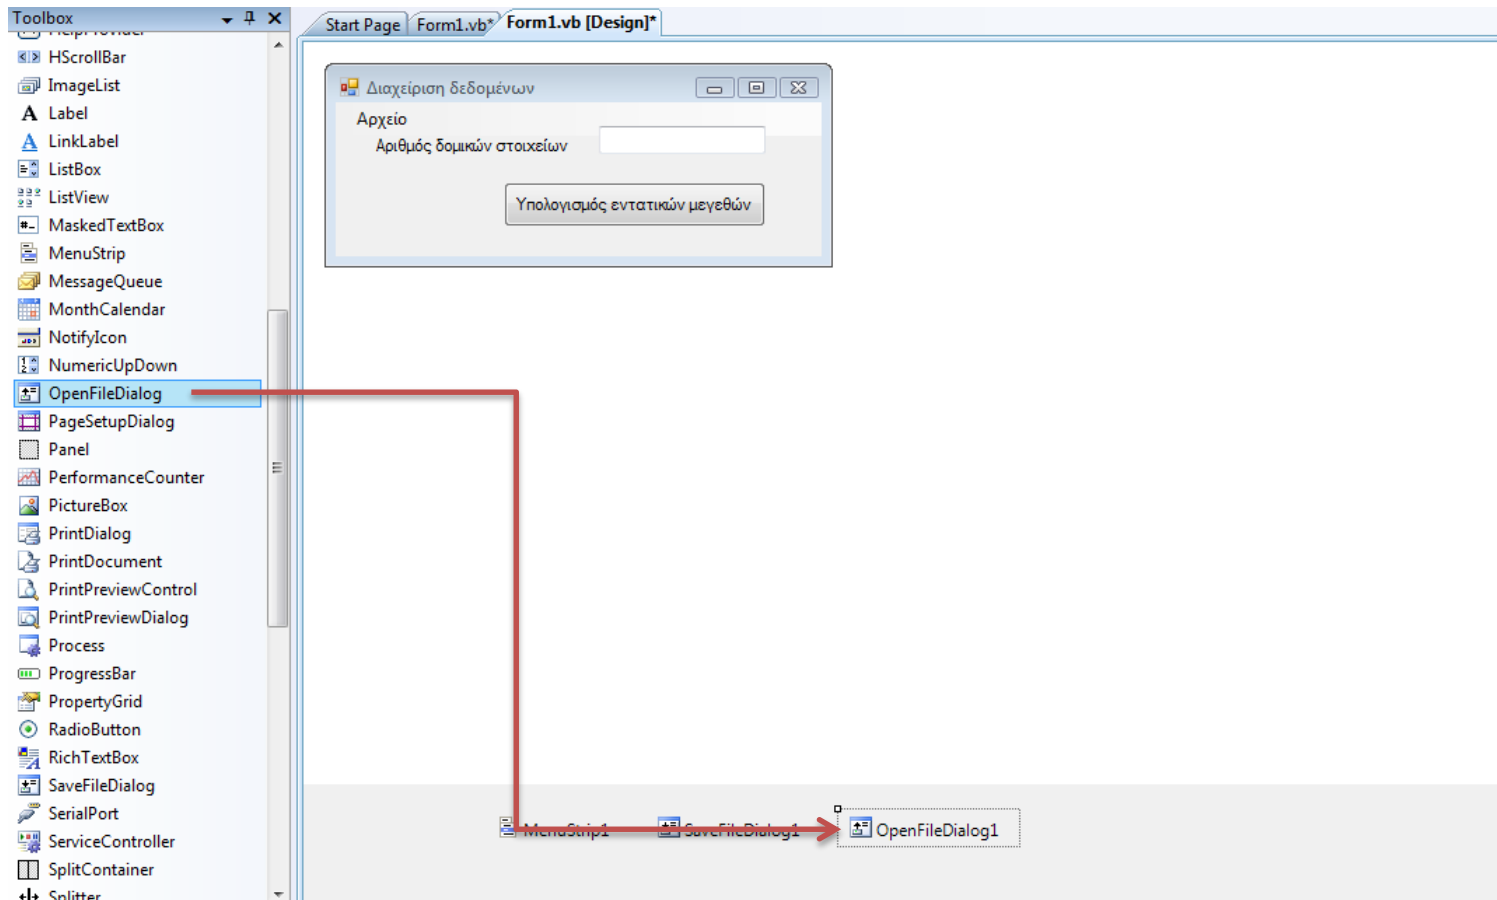 Toolbox
HelpProvider
HScrollBar
ImageList
Label
LinkLabel
ListBox
ListView
MaskedTextBox
MenuStrip
MessageQueue
MonthCalendar
NotifyIcon
NumericUpDown
OpenFileDialog
PageSetupDialog
Panel
PerformanceCounter
PictureBox
PrintDialog
PrintDocument
PrintPreviewControl
PrintPreviewDialog
Process
ProgressBar
PropertyGrid
RadioButton
RichTextBox
SaveFileDialog
SerialPort
ServiceController
SplitContainer
Splitter
Start Page Form1.vb* Form1.vb [Design]*
Διαχείριση δεδομένων
Αρχείο
Αριθμός δομικών στοιχείων
Υπολογισμός εντατικών μεγεθών
MenuStrip1 SaveFileDialog1 OpenFileDialog1